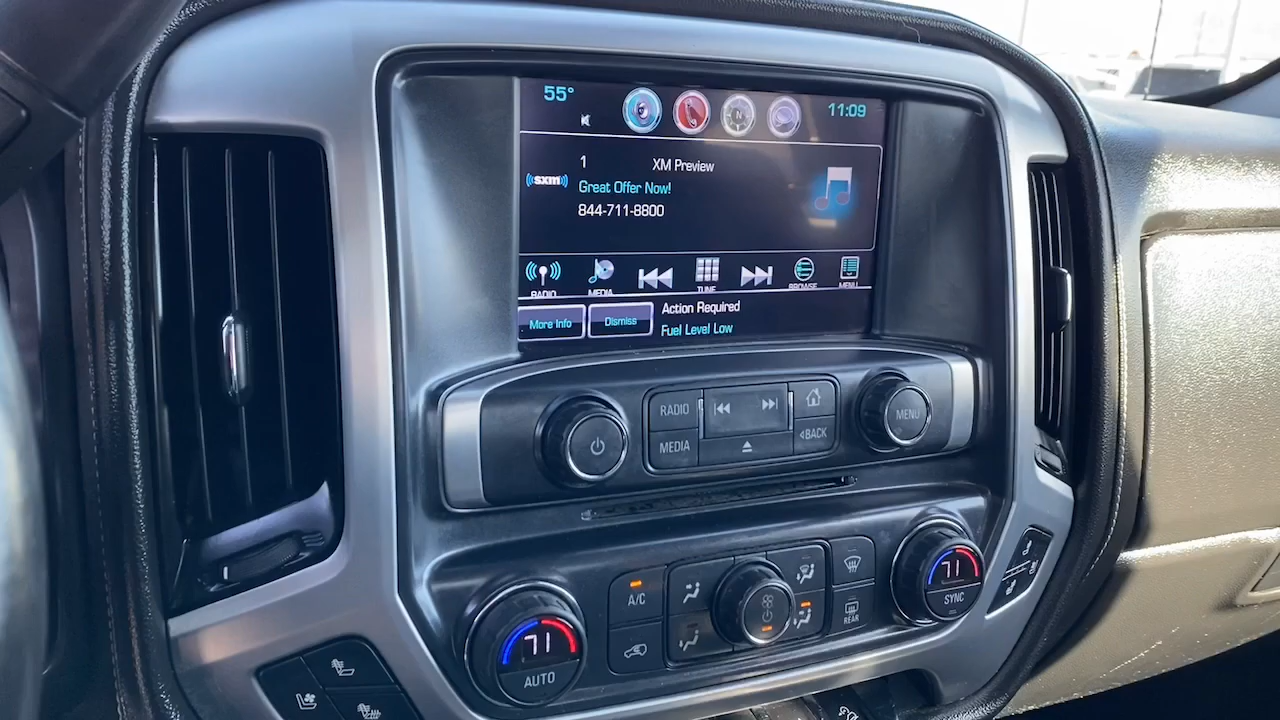 55°
N
11:09
1 XM Preview
((sxm))
Great Offer Now!
844-711-8800
RADIO MEDIA TUNE BROWSE MENU
More Info Dismiss
Action Required
Fuel Level Low
RADIO
MEDIA
BACK
MENU
A/C
REAR
71
AUTO
71
SYNC